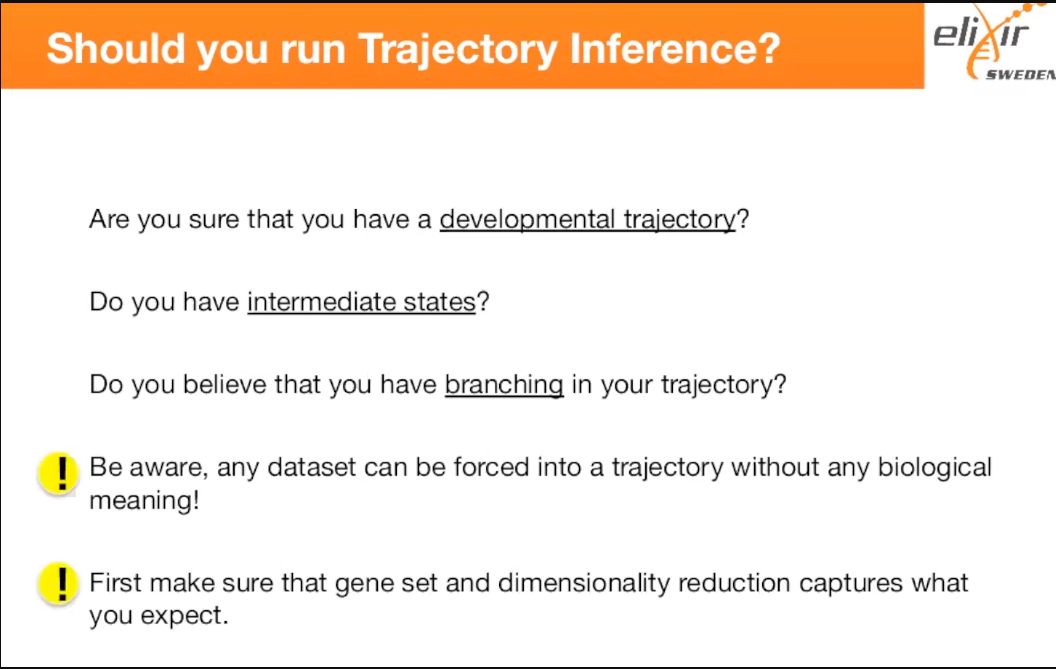 Should you run Trajectory Inference?
elixir
SWEDEN
Are you sure that you have a developmental trajectory?
Do you have intermediate states?
Do you believe that you have branching in your trajectory?
! Be aware, any dataset can be forced into a trajectory without any biological
meaning!
! First make sure that gene set and dimensionality reduction captures what
you expect.